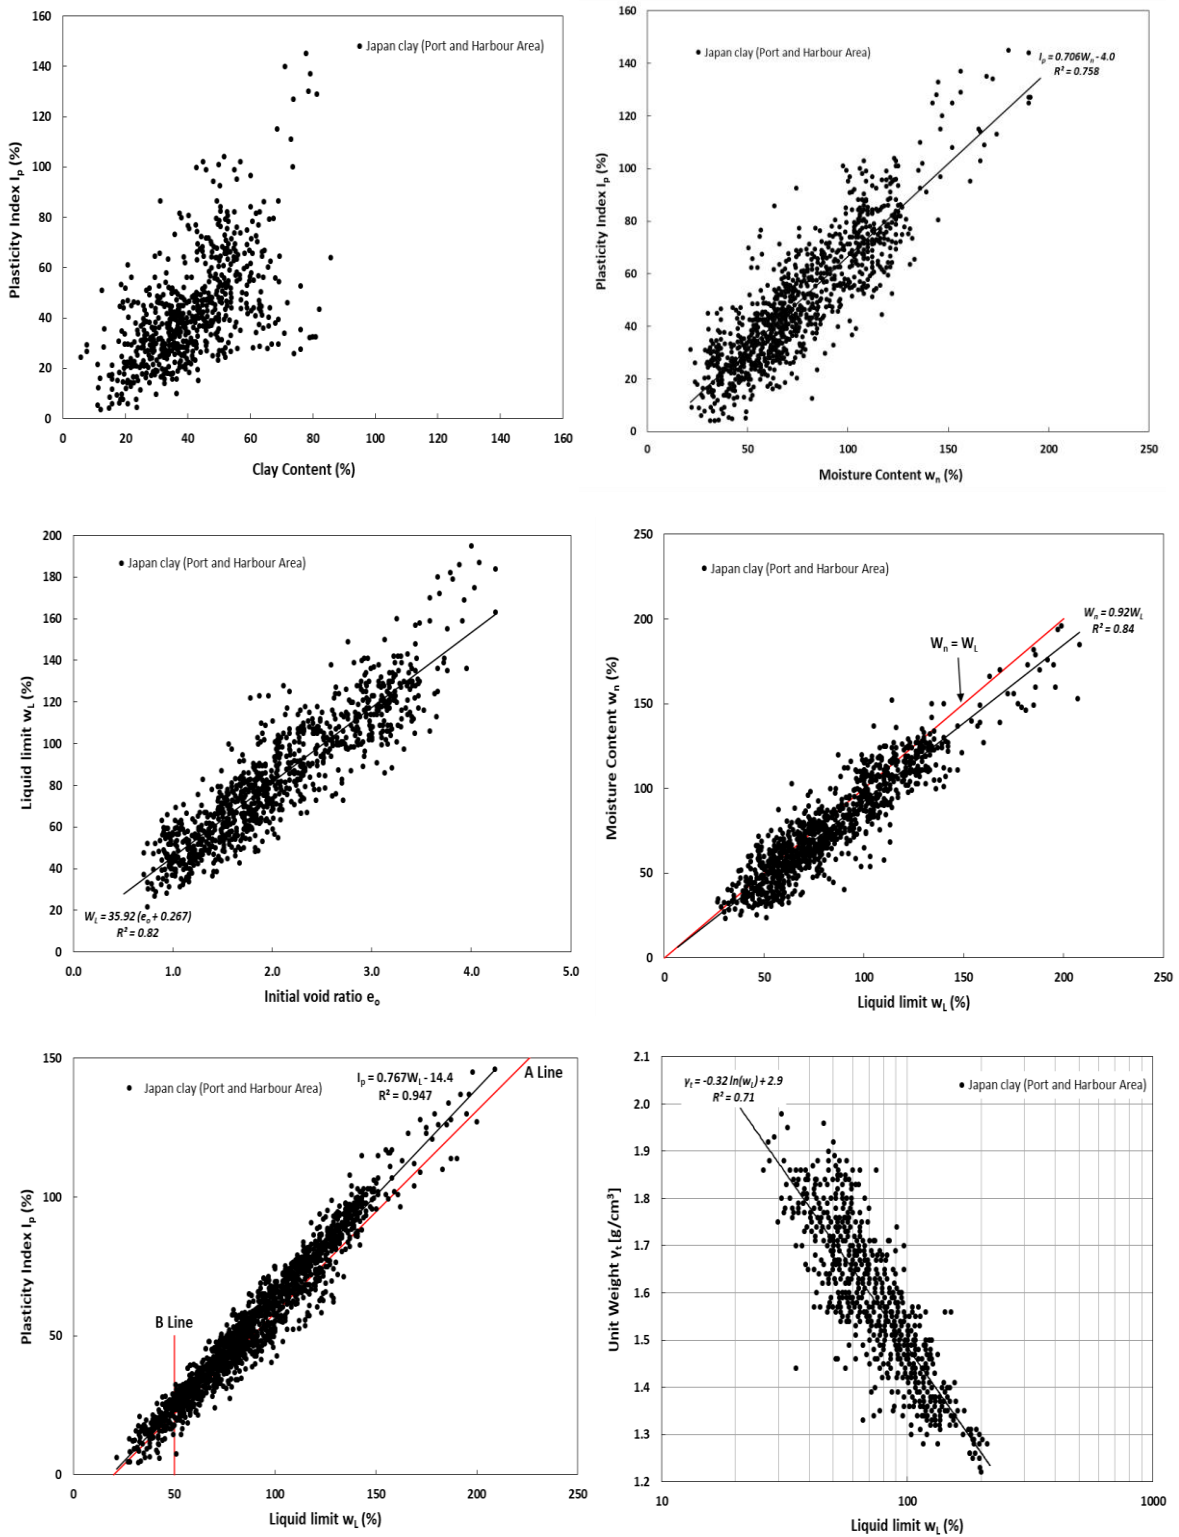 Japan clay (Port and Harbour Area)
160
140
120
100
80
60
40
20
0
0 20 40 60 80 100 120 140 160
Plasticity Index Ip (%)
Clay Content (%)
Japan clay (Port and Harbour Area)
Ip = 0.706Wn - 4.0
R² = 0.758
160
140
120
100
80
60
40
20
0
0 50 100 150 200 250
Plasticity Index Ip (%)
Moisture Content wn (%)
Japan clay (Port and Harbour Area)
200
180
160
140
120
100
80
60
40
20
0
WL = 35.92 (eo + 0.267)
R² = 0.82
0.0 1.0 2.0 3.0 4.0 5.0
Liquid limit wL (%)
Initial void ratio eo
Japan clay (Port and Harbour Area)
250
200
150
100
50
0
Wn = 0.92WL
R² = 0.84
Wn = WL
0 50 100 150 200 250
Moisture Content wn (%)
Liquid limit wL (%)
Japan clay (Port and Harbour Area)
Ip = 0.767WL - 14.4
R² = 0.947
A Line
B Line
150
100
50
0
0 50 100 150 200 250
Plasticity Index Ip (%)
Liquid limit wL (%)
γt = -0.32 ln(wL) + 2.9
R² = 0.71
Japan clay (Port and Harbour Area)
2.1
2.0
1.9
1.8
1.7
1.6
1.5
1.4
1.3
1.2
10 100 1000
Unit Weight γt [g/cm³]
Liquid limit wL (%)